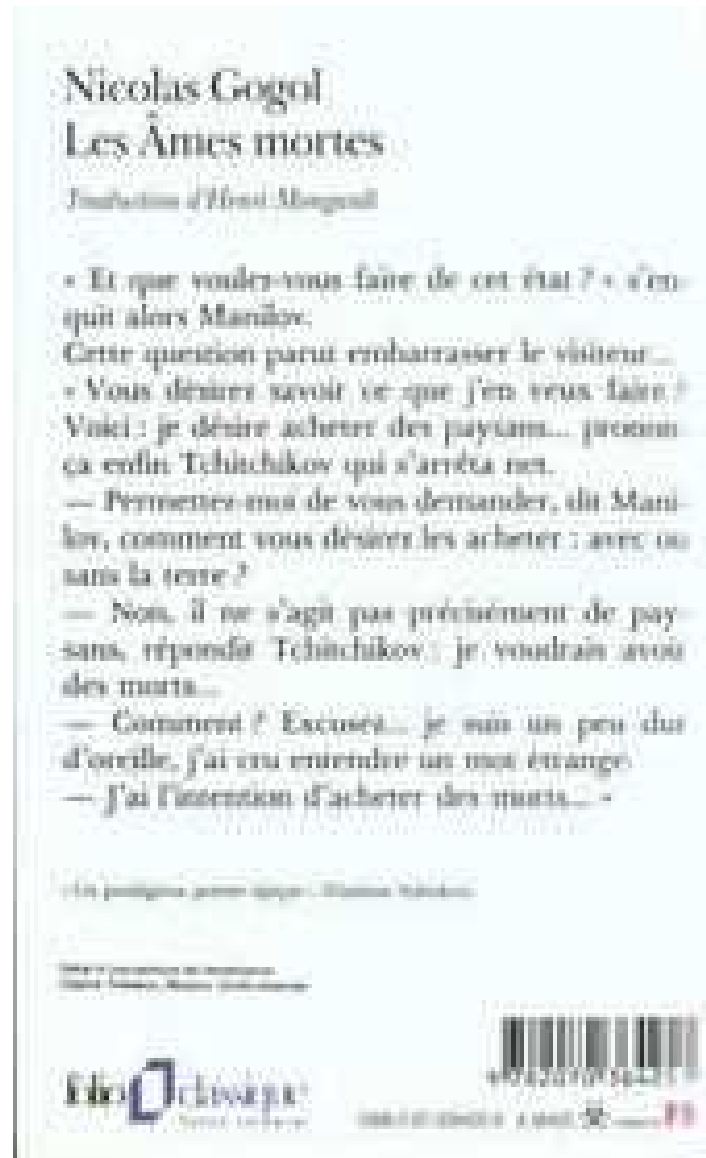 Nicolas Gogol
Les Âmes mortes
Traduction d'Henri Mongault
« Et que voulez-vous faire de cet état ? » s'en-
quit alors Manilov.
Cette question parut embarrasser le visiteur...
« Vous désirez savoir ce que j'en veux faire ?
Voici : je désire acheter des paysans... pronon-
ça enfin Tchitchikov qui s'arrêta net.
— Permettez-moi de vous demander, dit Mani-
lov, comment vous désirez les acheter : avec ou
sans la terre ?
— Non, il ne s'agit pas précisément de pay-
sans, répondit Tchitchikov : je voudrais avoir
des morts...
— Comment ? Excusez... je suis un peu dur
d'oreille, j'ai cru entendre un mot étrange.
— J'ai l'intention d'acheter des morts... »
folio classique